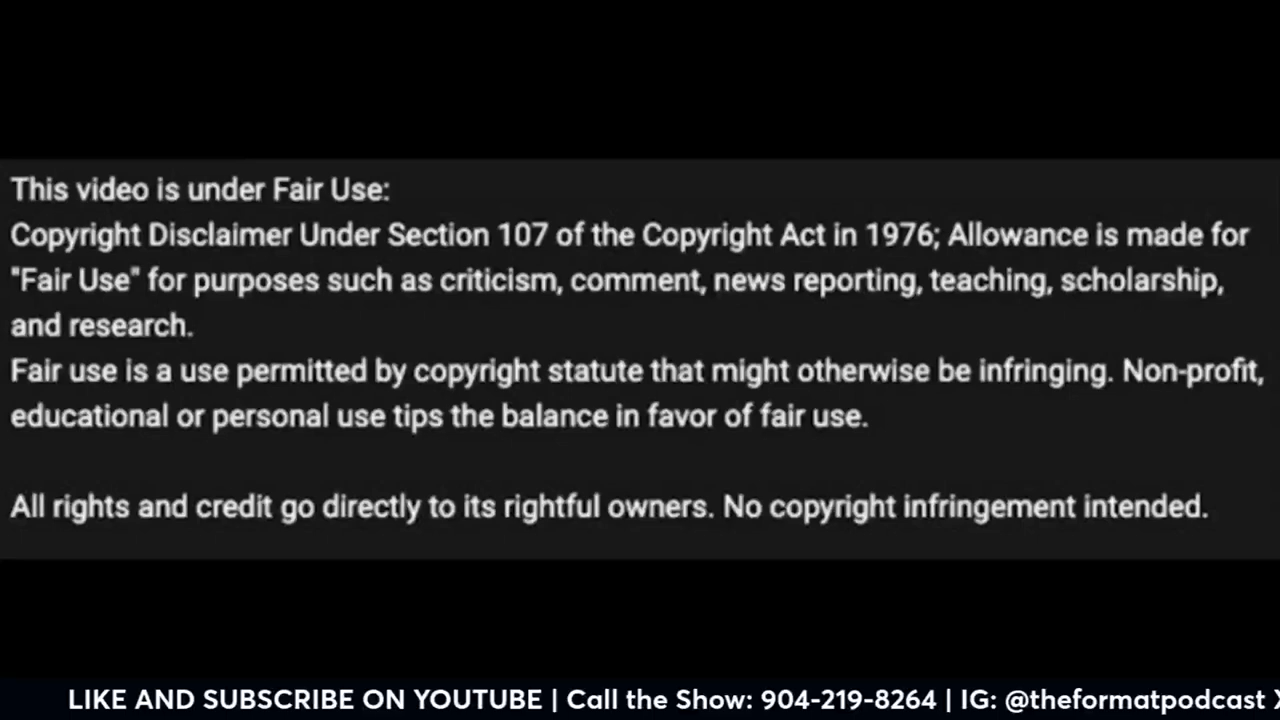 This video is under Fair Use:
Copyright Disclaimer Under Section 107 of the Copyright Act in 1976; Allowance is made for
"Fair Use" for purposes such as criticism, comment, news reporting, teaching, scholarship,
and research.
Fair use is a use permitted by copyright statute that might otherwise be infringing. Non-profit,
educational or personal use tips the balance in favor of fair use.
All rights and credit go directly to its rightful owners. No copyright infringement intended.
LIKE AND SUBSCRIBE ON YOUTUBE | Call the Show: 904-219-8264 | IG: @theformatpodcast